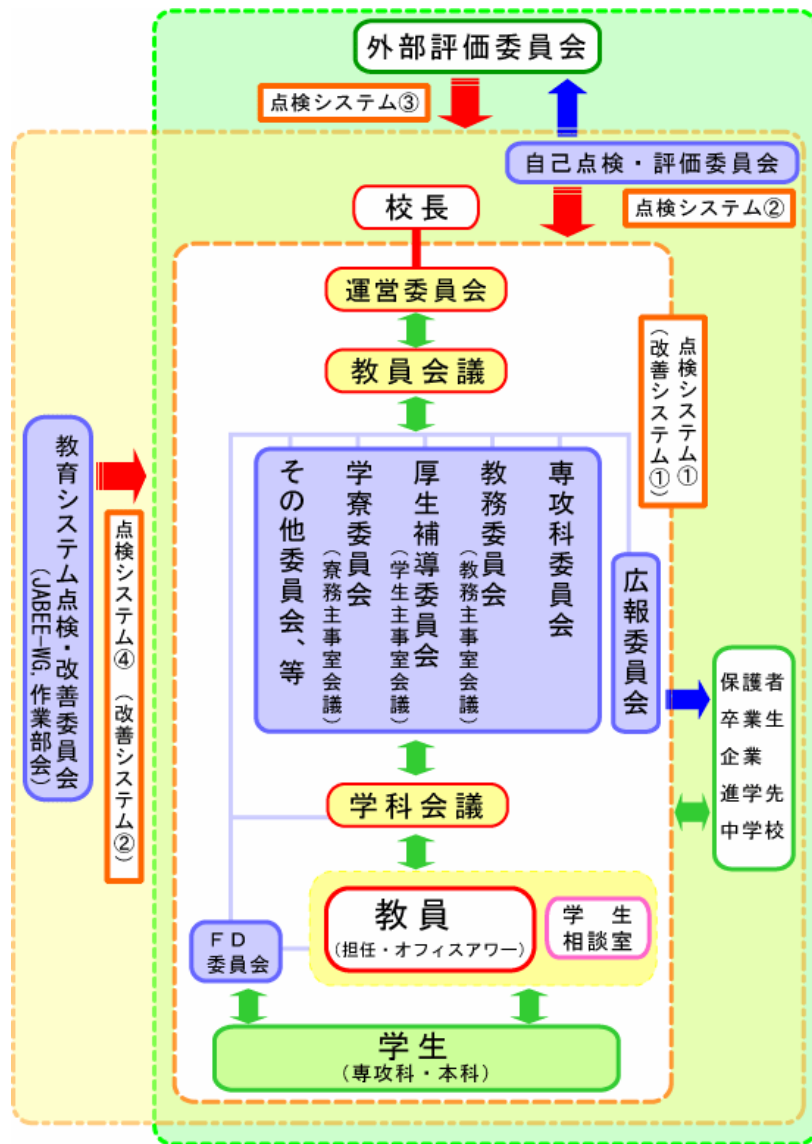 外部評価委員会
点検システム③
自己点検・評価委員会
点検システム②
校長
運営委員会
教員会議
点検システム①
(改善システム①)
教育システム点検・改善委員会
(JABEE-WG. 作業部会)
点検システム④ (改善システム②)
専攻科委員会
教務委員会
(教務主事室会議)
厚生補導委員会
(学生主事室会議)
学寮委員会
(寮務主事室会議)
その他委員会、等
広報委員会
保護者
卒業生
企業
進学先
中学校
学科会議
教員
(担任・オフィスアワー)
学生
相談室
FD
委員会
学生
(専攻科・本科)